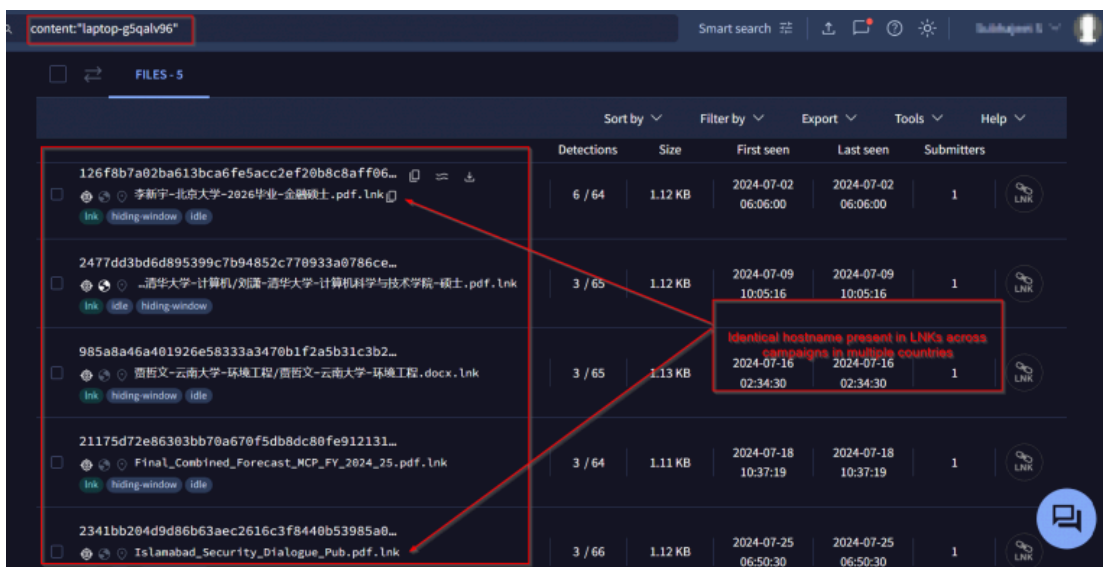 content:"laptop-g5qalv96"
Smart search
FILES - 5
Sort by Filter by Export Tools Help
Detections Size First seen Last seen Submitters
126f8b7a02ba613bca6fe5acc2ef20b8c8aff06…
李新宇-北京大学-2026毕业-金融硕士.pdf.lnk
lnk hiding-window idle
6 / 64 1.12 KB 2024-07-02 06:06:00 2024-07-02 06:06:00 1 LNK
2477dd3bd6d895399c7b94852c770933a0786ce…
…清华大学-计算机/刘潇-清华大学-计算机科学与技术学院-硕士.pdf.lnk
lnk idle hiding-window
3 / 65 1.12 KB 2024-07-09 10:05:16 2024-07-09 10:05:16 1 LNK
Identical hostname present in LNKs across
campaigns in multiple countries
985a8a46a401926e58333a3470b1f2a5b31c3b2…
贾哲文-云南大学-环境工程/贾哲文-云南大学-环境工程.docx.lnk
lnk hiding-window idle
3 / 65 1.13 KB 2024-07-16 02:34:30 2024-07-16 02:34:30 1 LNK
21175d72e86303bb70a670f5db8dc80fe912131…
Final_Combined_Forecast_MCP_FY_2024_25.pdf.lnk
lnk hiding-window idle
3 / 64 1.11 KB 2024-07-18 10:37:19 2024-07-18 10:37:19 1 LNK
2341bb204d9d86b63aec2616c3f8440b53985a0…
Islamabad_Security_Dialogue_Pub.pdf.lnk
3 / 66 1.12 KB 2024-07-25 06:50:30 2024-07-25 06:50:30 1 LNK